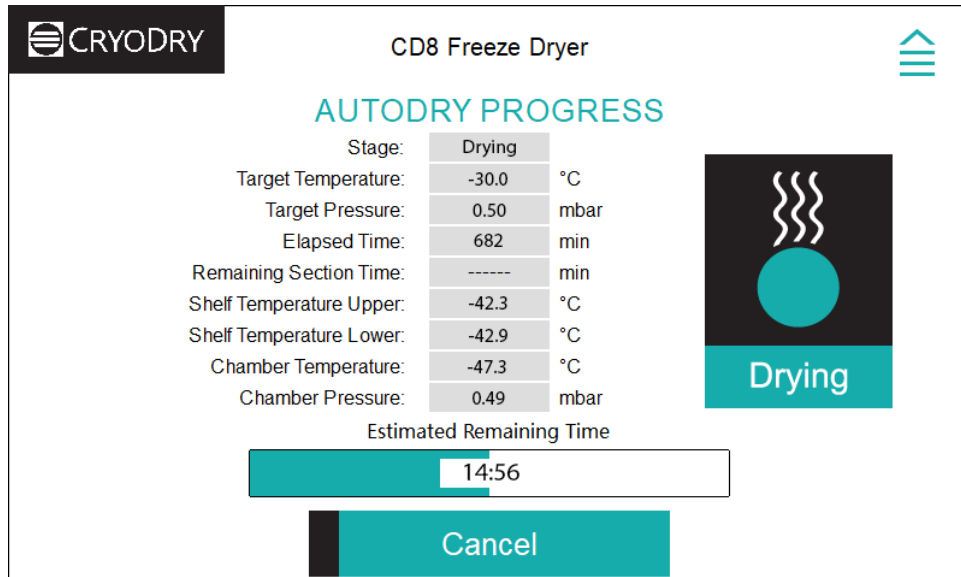 CRYODRY
CD8 Freeze Dryer
AUTODRY PROGRESS
Stage: Drying
Target Temperature: -30.0 °C
Target Pressure: 0.50 mbar
Elapsed Time: 682 min
Remaining Section Time: ------ min
Shelf Temperature Upper: -42.3 °C
Shelf Temperature Lower: -42.9 °C
Chamber Temperature: -47.3 °C
Chamber Pressure: 0.49 mbar
Drying
Estimated Remaining Time
14:56
Cancel